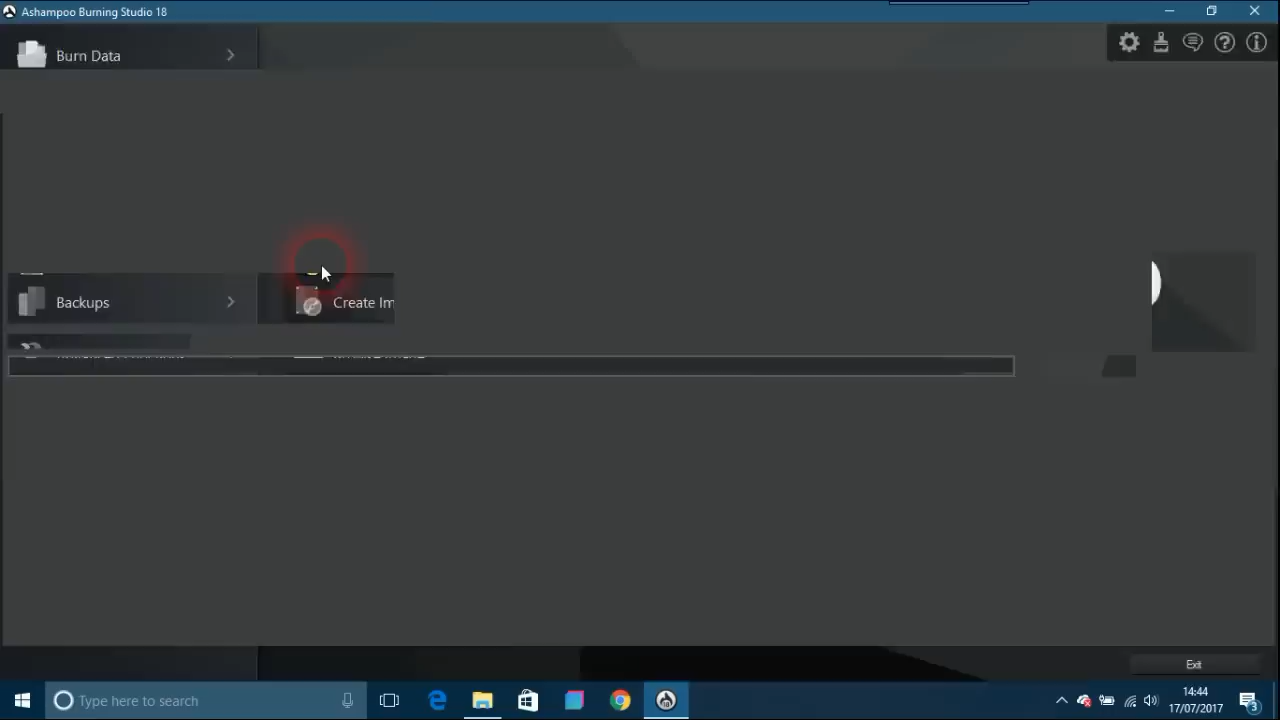 Ashampoo Burning Studio 18
Burn Data
Backups
Create Im
Exit
Type here to search
14:44
17/07/2017
3